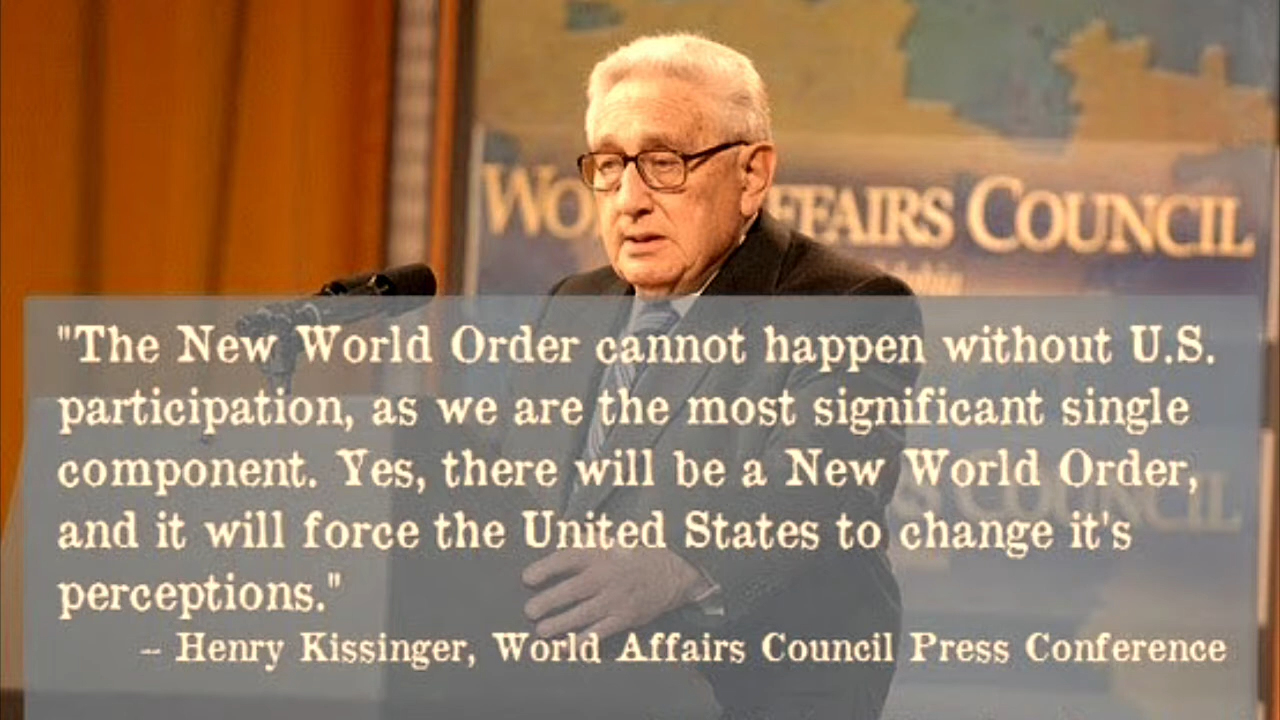 WO FFAIRS COUNCIL
"The New World Order cannot happen without U.S.
participation, as we are the most significant single
component. Yes, there will be a New World Order,
and it will force the United States to change it's
perceptions."
– Henry Kissinger, World Affairs Council Press Conference
S COUNCIL